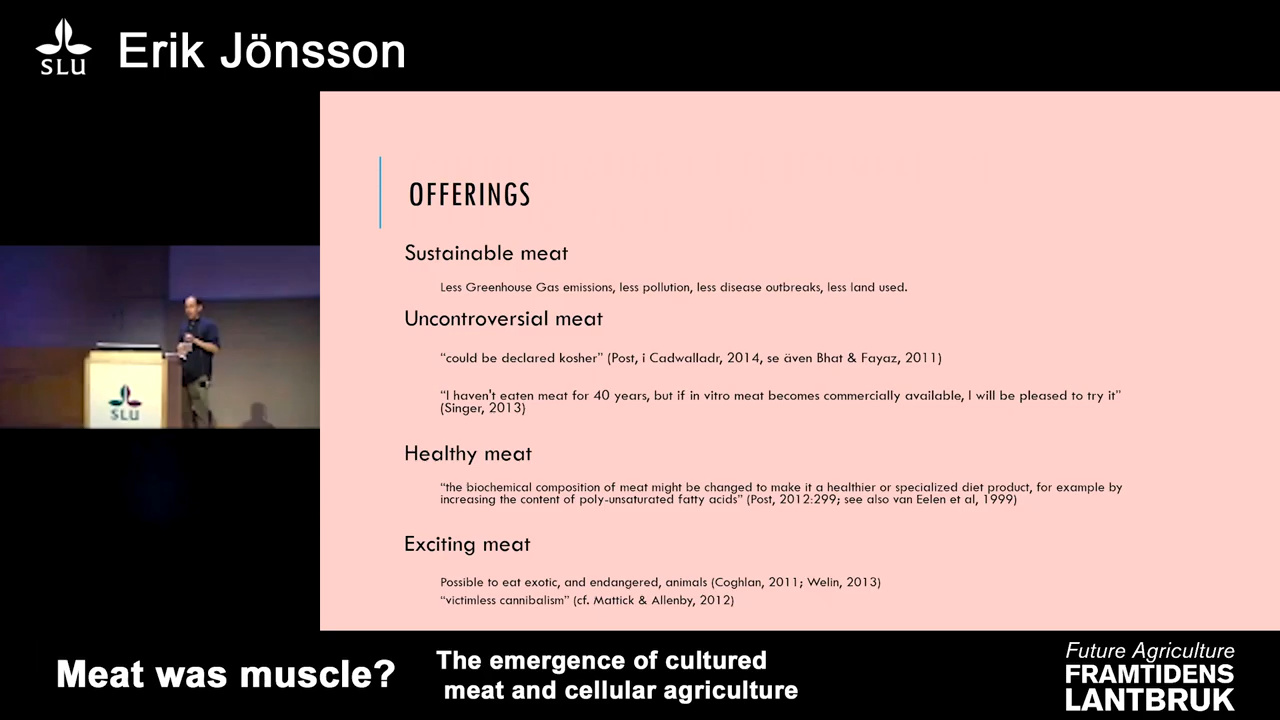 SLU
Erik Jönsson
OFFERINGS
Sustainable meat
Less Greenhouse Gas emissions, less pollution, less disease outbreaks, less land used.
Uncontroversial meat
“could be declared kosher” (Post, i Cadwalladr, 2014, se även Bhat & Fayaz, 2011)
“I haven't eaten meat for 40 years, but if in vitro meat becomes commercially available, I will be pleased to try it”
(Singer, 2013)
Healthy meat
“the biochemical composition of meat might be changed to make it a healthier or specialized diet product, for example by
increasing the content of poly-unsaturated fatty acids” (Post, 2012:299; see also van Eelen et al, 1999)
Exciting meat
Possible to eat exotic, and endangered, animals (Coghlan, 2011; Welin, 2013)
“victimless cannibalism” (cf. Mattick & Allenby, 2012)
SLU
Meat was muscle?
The emergence of cultured
meat and cellular agriculture
Future Agriculture
FRAMTIDENS
LANTBRUK